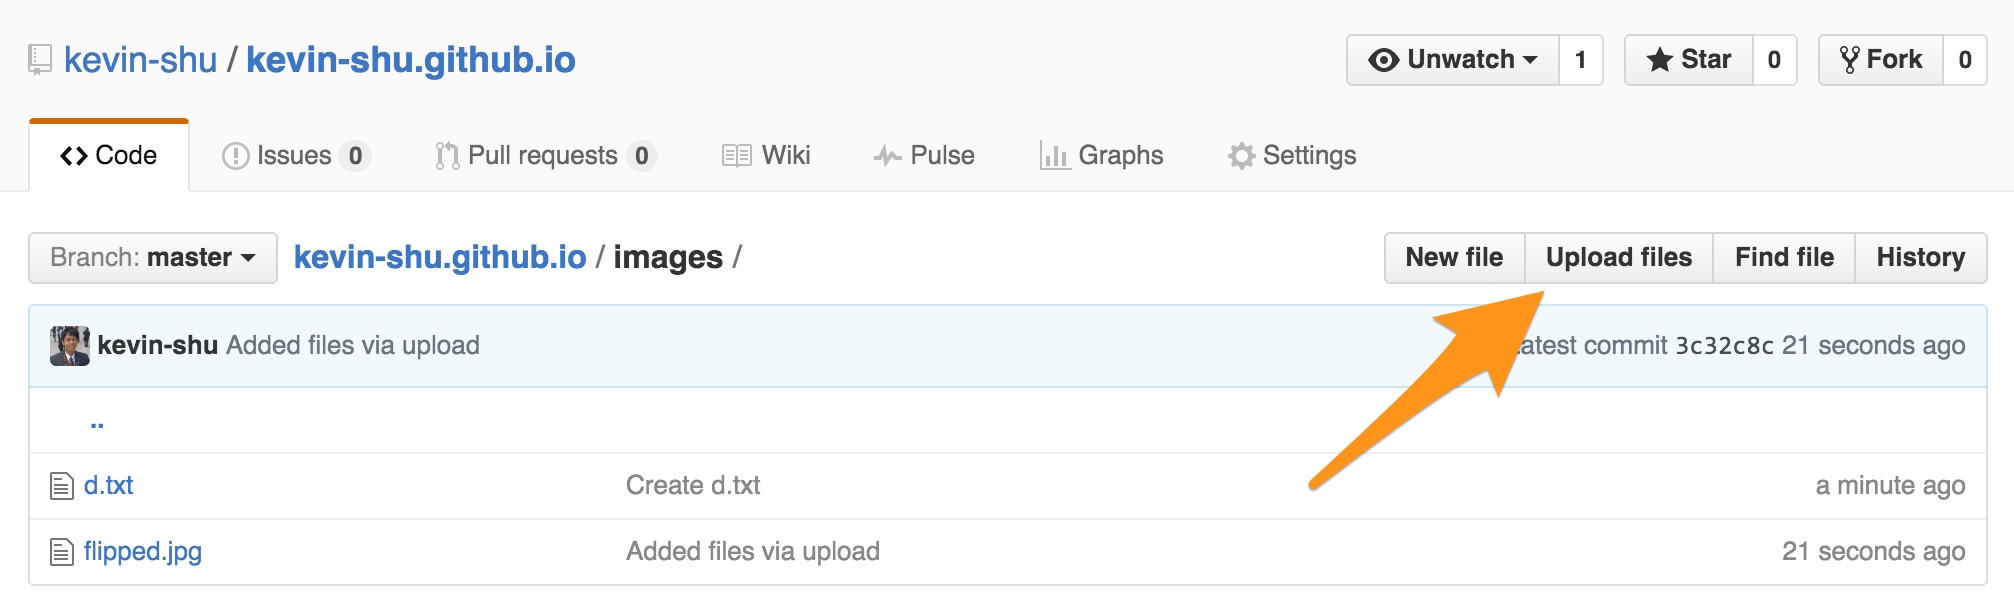 kevin-shu / kevin-shu.github.io Unwatch 1 Star 0 Fork 0
Code Issues 0 Pull requests 0 Wiki Pulse Graphs Settings
Branch: master kevin-shu.github.io / images / New file Upload files Find file History
kevin-shu Added files via upload atest commit 3c32c8c 21 seconds ago
..
d.txt Create d.txt a minute ago
flipped.jpg Added files via upload 21 seconds ago